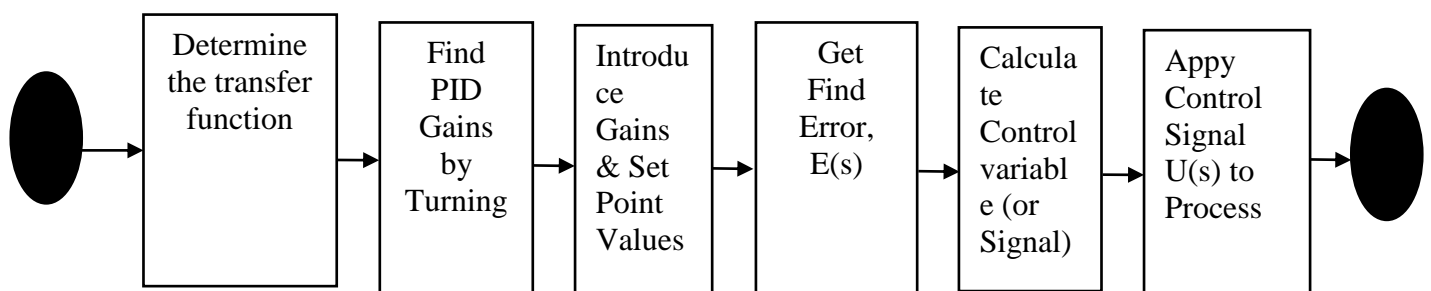 Determine
the transfer
function
Find
PID
Gains
by
Turning
Introdu
ce
Gains
& Set
Point
Values
Get
Find
Error,
E(s)
Calcula
te
Control
variabl
e (or
Signal)
Appy
Control
Signal
U(s) to
Process